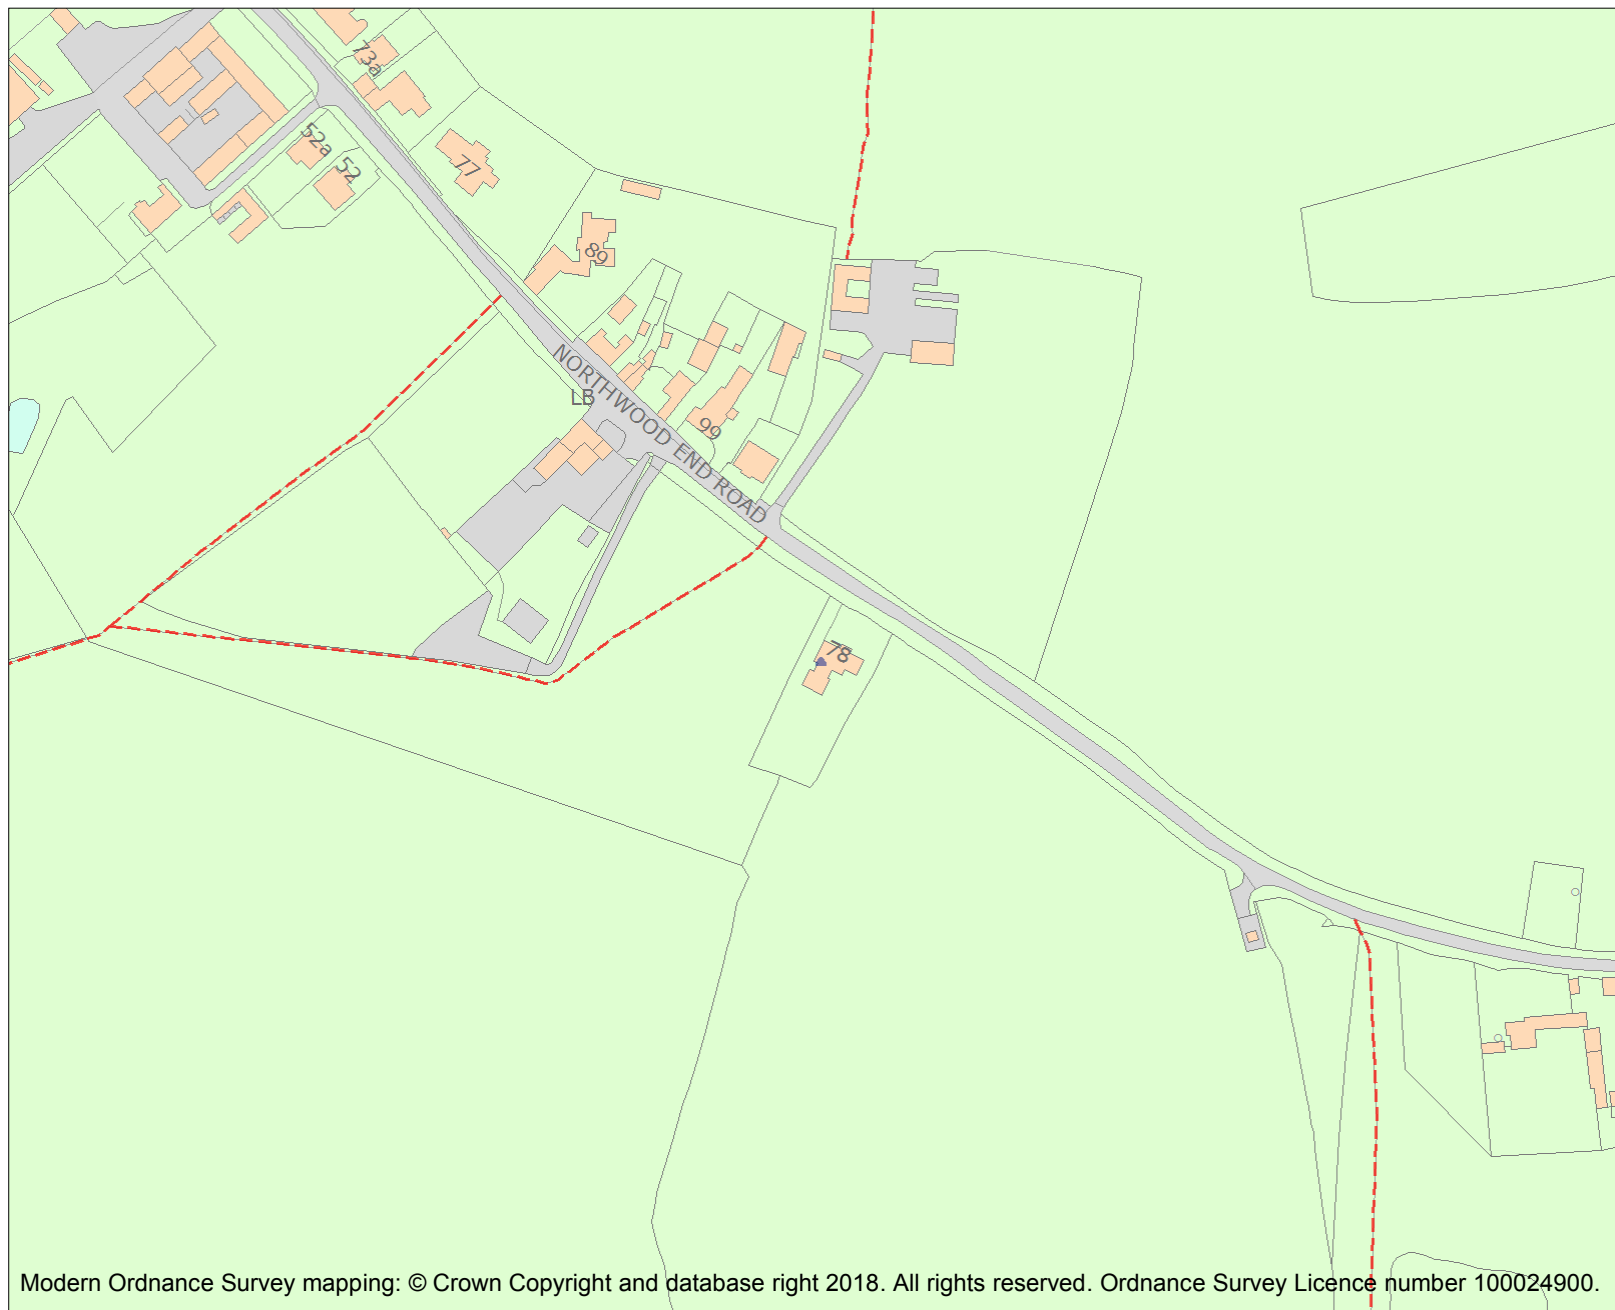 73a
52a
52
77
89
NORTHWOOD END ROAD
LB
99
78
Modern Ordnance Survey mapping: © Crown Copyright and database right 2018. All rights reserved. Ordnance Survey Licence number 100024900.